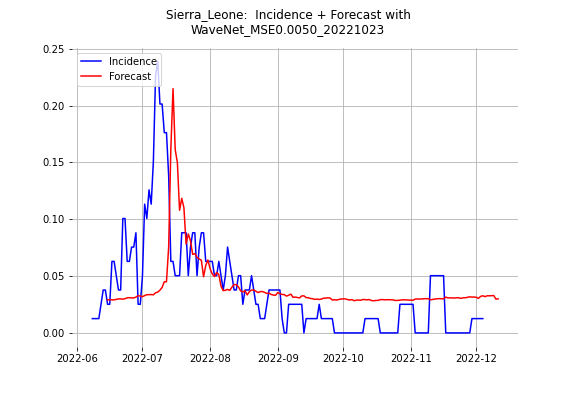 Sierra_Leone:  Incidence + Forecast with
WaveNet_MSE0.0050_20221023
0.25
0.20
0.15
0.10
0.05
0.00
Incidence
Forecast
2022-06 2022-07 2022-08 2022-09 2022-10 2022-11 2022-12